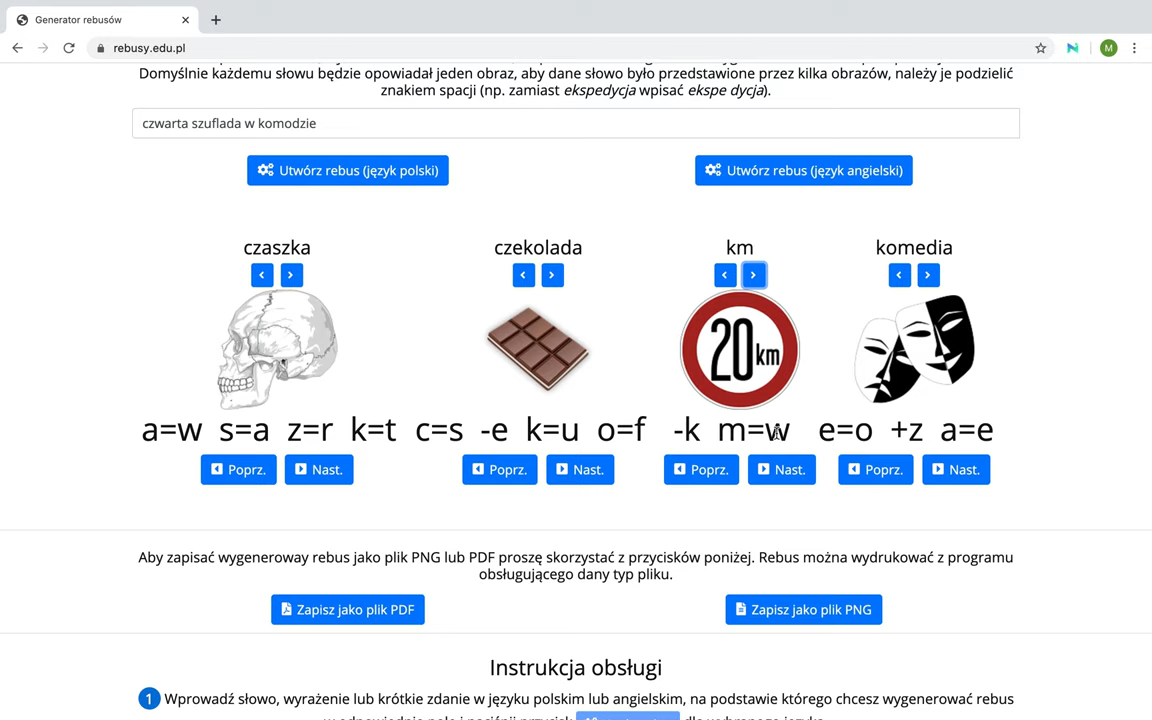 Generator rebusów
rebusy.edu.pl
M
Domyślnie każdemu słowu będzie opowiadał jeden obraz, aby dane słowo było przedstawione przez kilka obrazów, należy je podzielić
znakiem spacji (np. zamiast ekspedycja wpisać ekspe dycja).
czwarta szuflada w komodzie
Utwórz rebus (język polski) Utwórz rebus (język angielski)
czaszka czekolada km komedia
20km
a=w s=a z=r k=t c=s -e k=u o=f -k m=w e=o +z a=e
Poprz. Nast. Poprz. Nast. Poprz. Nast. Poprz. Nast.
Aby zapisać wygeneroway rebus jako plik PNG lub PDF proszę skorzystać z przycisków poniżej. Rebus można wydrukować z programu
obsługującego dany typ pliku.
Zapisz jako plik PDF Zapisz jako plik PNG
Instrukcja obsługi
1 Wprowadź słowo, wyrażenie lub krótkie zdanie w języku polskim lub angielskim, na podstawie którego chcesz wygenerować rebus